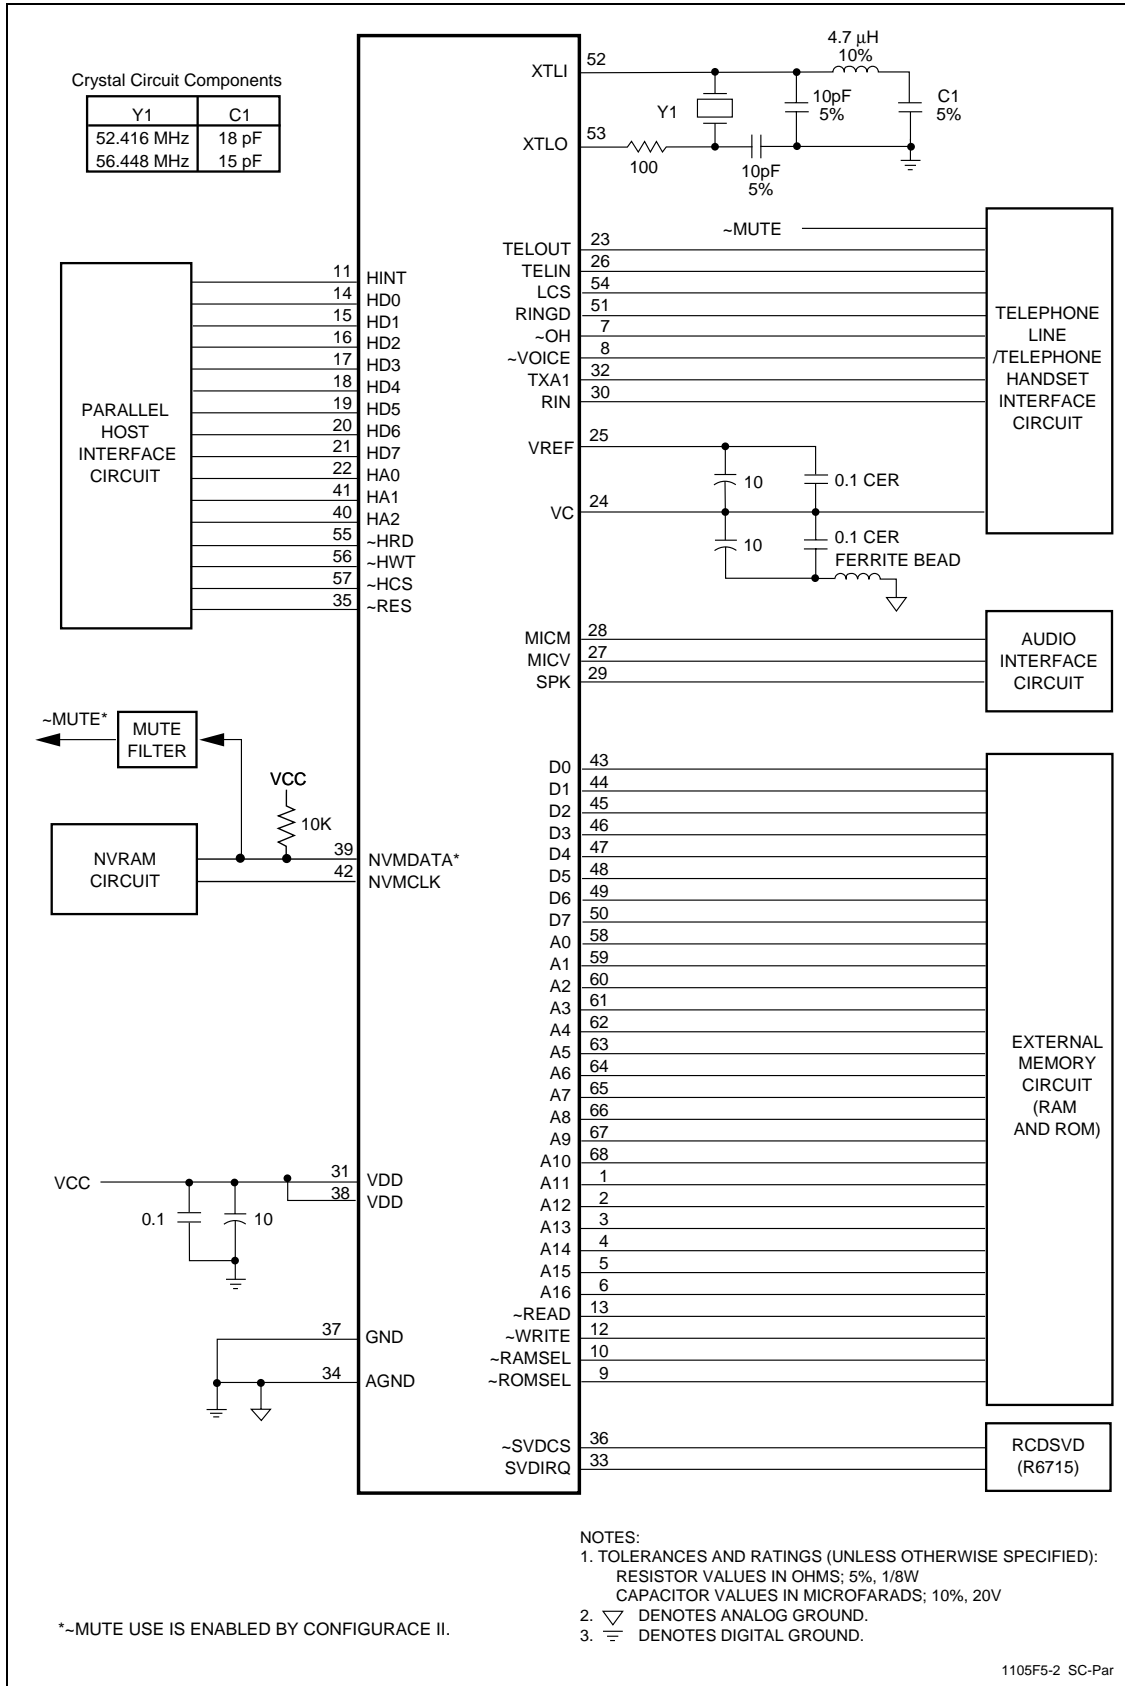 Crystal Circuit Components
Y1 C1
52.416 MHz 18 pF
56.448 MHz 15 pF
XTLI 52
XTLO 53
100
Y1
10pF
5%
10pF
5%
4.7 µH
10%
C1
5%
PARALLEL
HOST
INTERFACE
CIRCUIT
11 HINT
14 HD0
15 HD1
16 HD2
17 HD3
18 HD4
19 HD5
20 HD6
21 HD7
22 HA0
41 HA1
40 HA2
55 ~HRD
56 ~HWT
57 ~HCS
35 ~RES
~MUTE
TELOUT 23
TELIN 26
LCS 54
RINGD 51
~OH 7
~VOICE 8
TXA1 32
RIN 30
VREF 25
VC 24
10
0.1 CER
10
0.1 CER
FERRITE BEAD
TELEPHONE
LINE
/TELEPHONE
HANDSET
INTERFACE
CIRCUIT
MICM 28
MICV 27
SPK 29
AUDIO
INTERFACE
CIRCUIT
~MUTE*
MUTE
FILTER
VCC
10K
NVRAM
CIRCUIT
39 NVMDATA*
42 NVMCLK
D0 43
D1 44
D2 45
D3 46
D4 47
D5 48
D6 49
D7 50
A0 58
A1 59
A2 60
A3 61
A4 62
A5 63
A6 64
A7 65
A8 66
A9 67
A10 68
A11 1
A12 2
A13 3
A14 4
A15 5
A16 6
~READ 13
~WRITE 12
~RAMSEL 10
~ROMSEL 9
EXTERNAL
MEMORY
CIRCUIT
(RAM
AND ROM)
VCC
0.1
10
31 VDD
38 VDD
37 GND
34 AGND
~SVDCS 36
SVDIRQ 33
RCDSVD
(R6715)
NOTES:
1. TOLERANCES AND RATINGS (UNLESS OTHERWISE SPECIFIED):
RESISTOR VALUES IN OHMS; 5%, 1/8W
CAPACITOR VALUES IN MICROFARADS; 10%, 20V
2. DENOTES ANALOG GROUND.
3. DENOTES DIGITAL GROUND.
*~MUTE USE IS ENABLED BY CONFIGURACE II.
1105F5-2 SC-Par